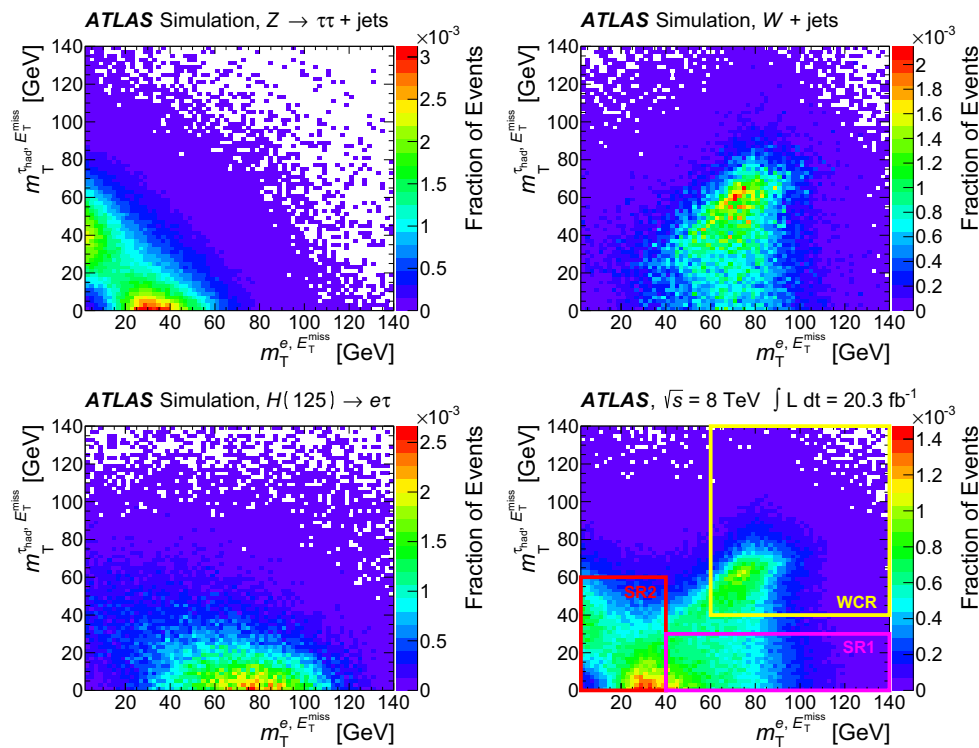 ATLAS Simulation, Z → ττ + jets
×10⁻³
m_T^{τ_had, E_T^miss} [GeV]
140
120
100
80
60
40
20
0
20 40 60 80 100 120 140
m_T^{e, E_T^miss} [GeV]
3
2.5
2
1.5
1
0.5
0
Fraction of Events
ATLAS Simulation, W + jets
×10⁻³
m_T^{τ_had, E_T^miss} [GeV]
140
120
100
80
60
40
20
0
20 40 60 80 100 120 140
m_T^{e, E_T^miss} [GeV]
2
1.8
1.6
1.4
1.2
1
0.8
0.6
0.4
0.2
0
Fraction of Events
ATLAS Simulation, H(125) → eτ
×10⁻³
m_T^{τ_had, E_T^miss} [GeV]
140
120
100
80
60
40
20
0
20 40 60 80 100 120 140
m_T^{e, E_T^miss} [GeV]
2.5
2
1.5
1
0.5
0
Fraction of Events
ATLAS, √s = 8 TeV ∫ L dt = 20.3 fb⁻¹
×10⁻³
m_T^{τ_had, E_T^miss} [GeV]
140
120
100
80
60
40
20
0
SR2
WCR
SR1
20 40 60 80 100 120 140
m_T^{e, E_T^miss} [GeV]
1.4
1.2
1
0.8
0.6
0.4
0.2
0
Fraction of Events